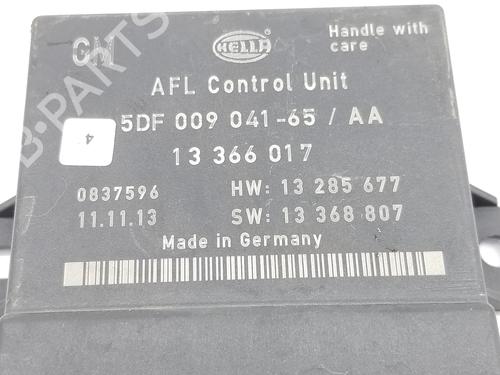 GM HELLA Handle with
care
AFL Control Unit
5DF 009 041-65 / AA
4
13 366 017
0837596 HW: 13 285 677
11.11.13 SW: 13 368 807
Made in Germany
B-PARTS